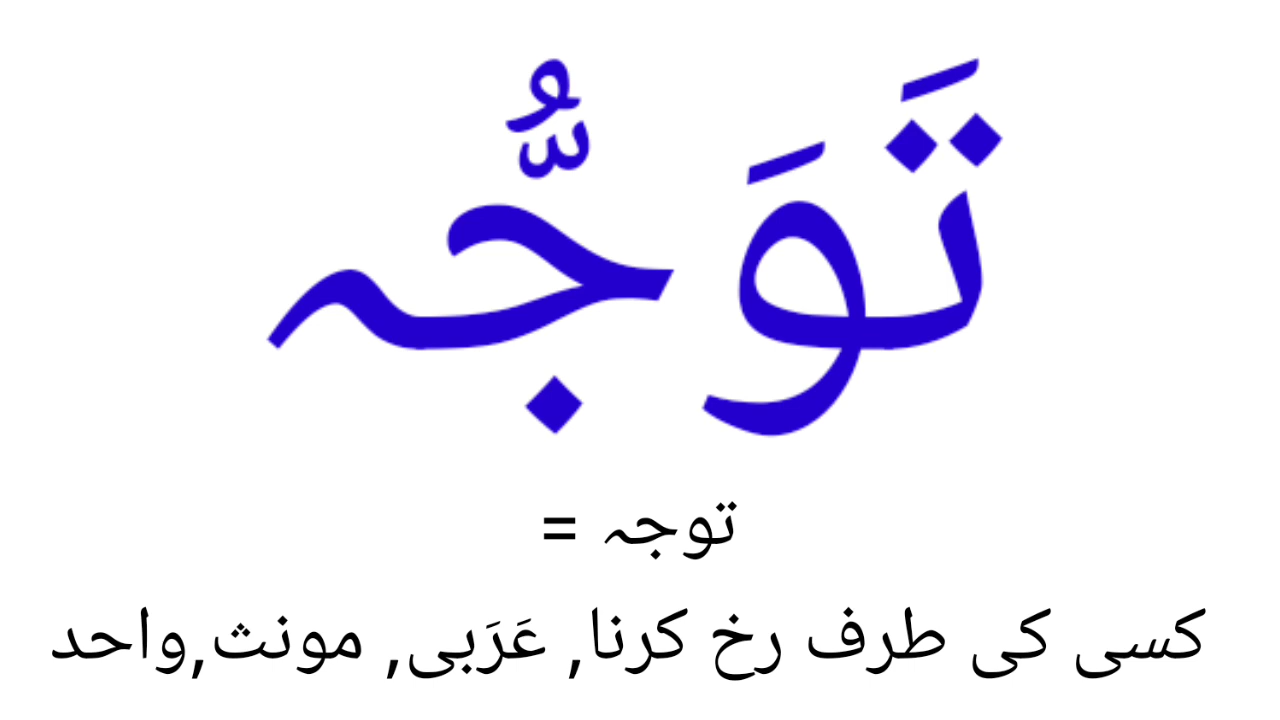 تَوَجُّہ
توجہ =
کسی کی طرف رخ کرنا, عَرَبی, مونث,واحد